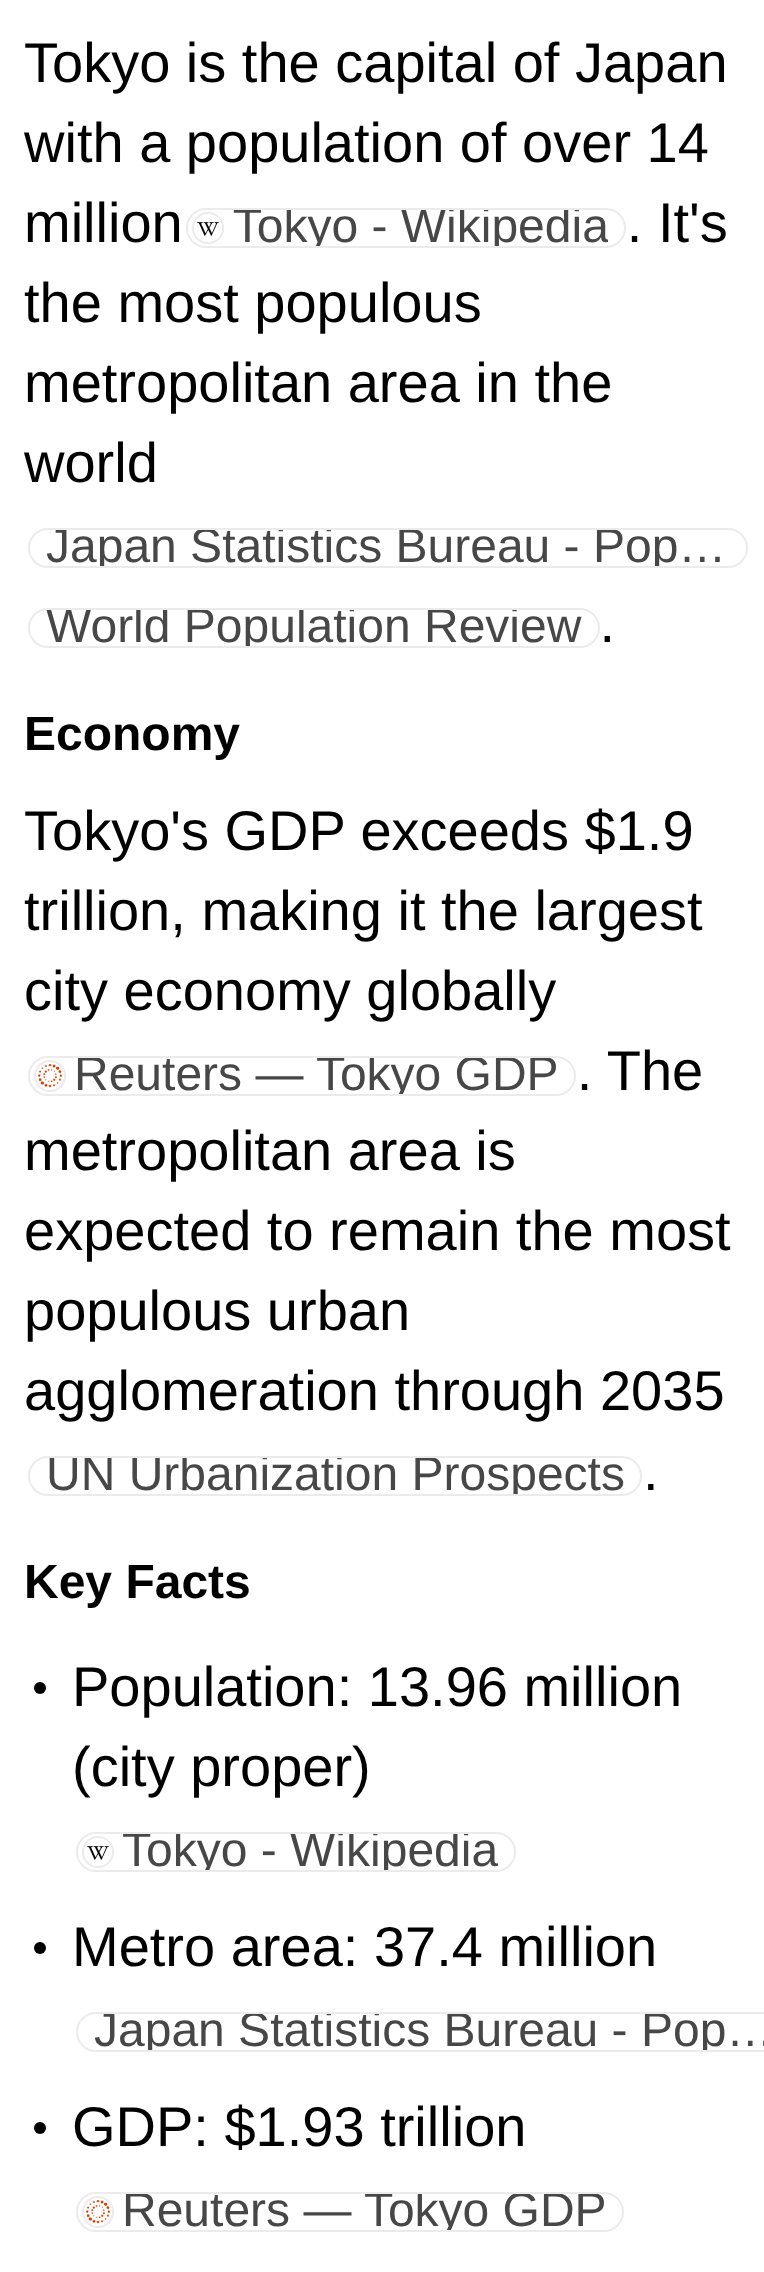 Tokyo is the capital of Japan
with a population of over 14
million W Tokyo - Wikipedia . It's
the most populous
metropolitan area in the
world
Japan Statistics Bureau - Pop…
World Population Review .
Economy
Tokyo's GDP exceeds $1.9
trillion, making it the largest
city economy globally
Reuters — Tokyo GDP . The
metropolitan area is
expected to remain the most
populous urban
agglomeration through 2035
UN Urbanization Prospects .
Key Facts
• Population: 13.96 million
(city proper)
W Tokyo - Wikipedia
• Metro area: 37.4 million
Japan Statistics Bureau - Pop…
• GDP: $1.93 trillion
Reuters — Tokyo GDP